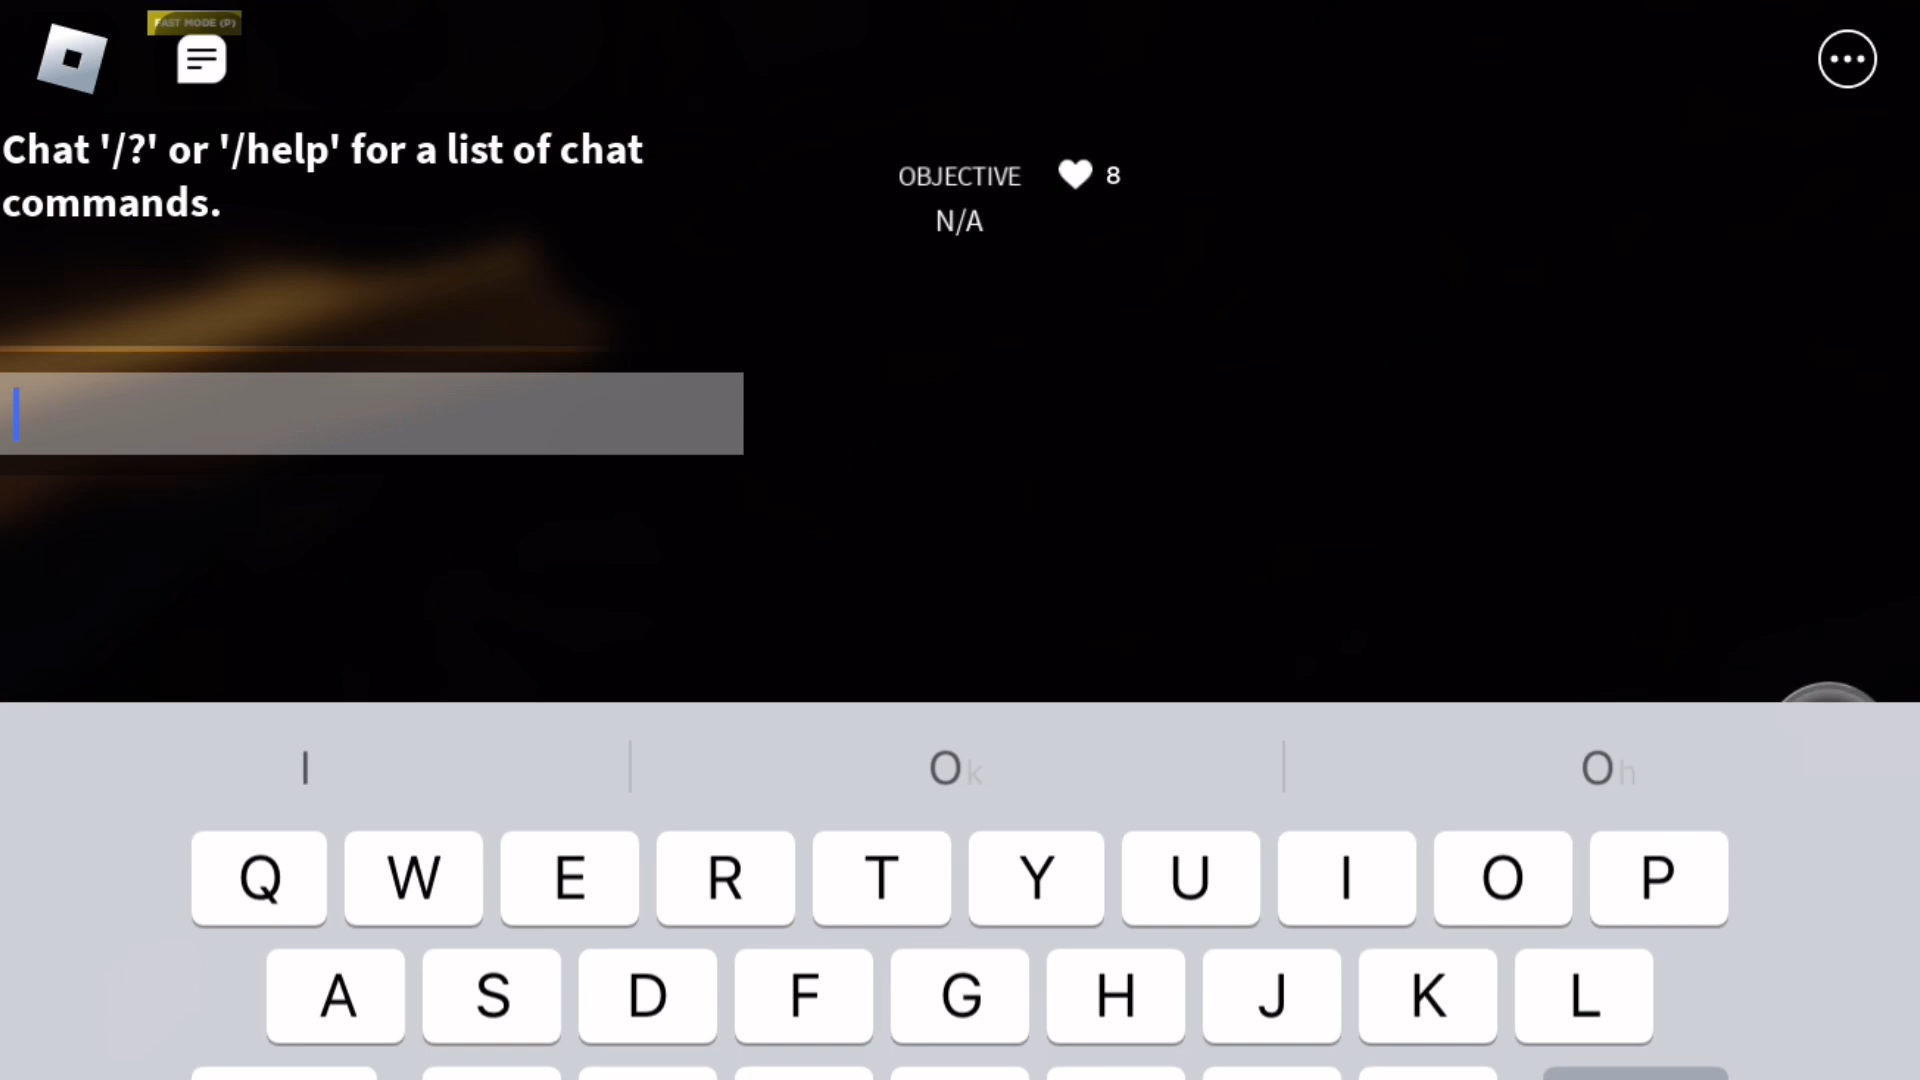 FAST MODE (P)
Chat '/?' or '/help' for a list of chat
commands.
OBJECTIVE 8
N/A
I Ok Oh
Q W E R T Y U I O P
A S D F G H J K L